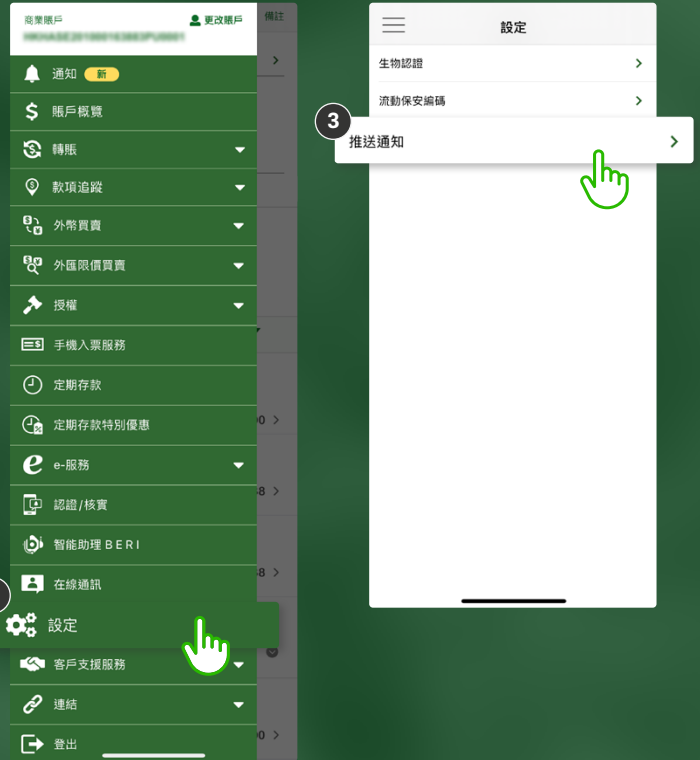 商業賬戶
更改賬戶
備註
通知 新
賬戶概覽
轉賬
款項追蹤
外幣買賣
外匯限價買賣
授權
手機入票服務
定期存款
定期存款特別優惠
e-服務
認證/核實
智能助理 BERI
在線通訊
設定
客戶支援服務
連結
登出
設定
生物認證
流動保安編碼
3
推送通知